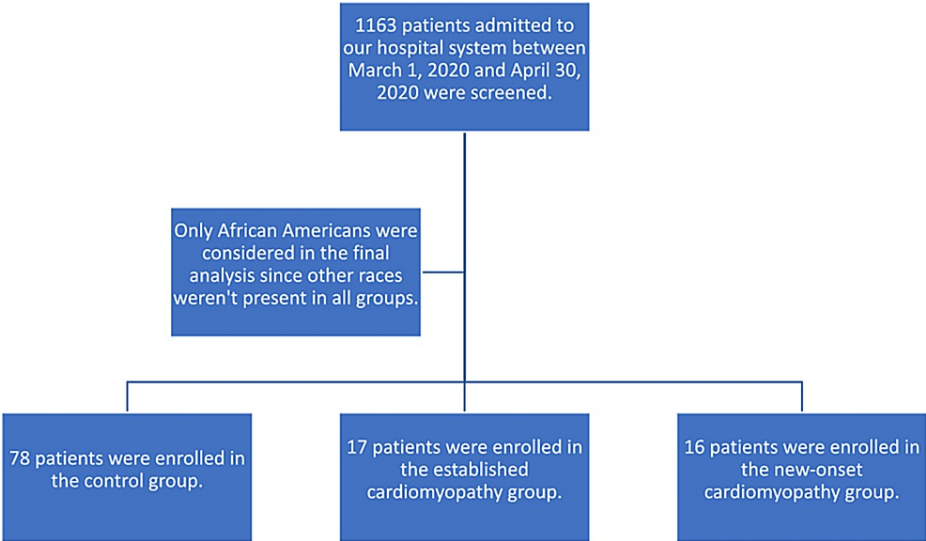 1163 patients admitted to
our hospital system between
March 1, 2020 and April 30,
2020 were screened.
Only African Americans were
considered in the final
analysis since other races
weren't present in all groups.
78 patients were enrolled in
the control group.
17 patients were enrolled in
the established
cardiomyopathy group.
16 patients were enrolled in
the new-onset
cardiomyopathy group.